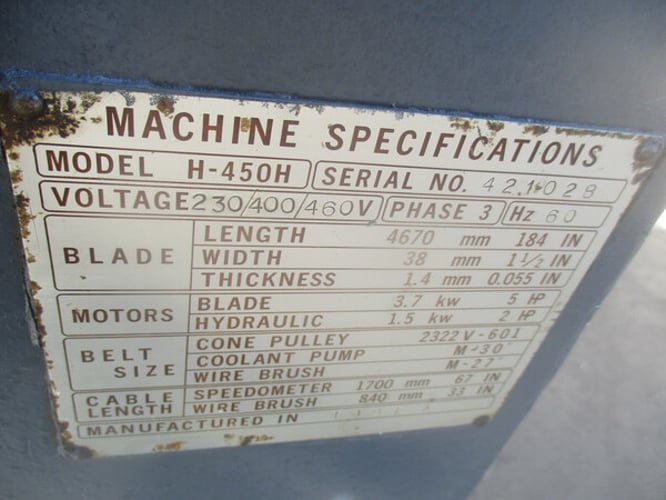 MACHINE SPECIFICATIONS
MODEL H-450H SERIAL NO. 421028
VOLTAGE 230/400/460V PHASE 3 Hz 60
BLADE
LENGTH 4670 mm 184 IN
WIDTH 38 mm 1 1/2 IN
THICKNESS 1.4 mm 0.055 IN
MOTORS
BLADE 3.7 kw 5 HP
HYDRAULIC 1.5 kw 2 HP
BELT SIZE
CONE PULLEY 2322V-601
COOLANT PUMP M-30"
WIRE BRUSH M-27"
CABLE LENGTH
SPEEDOMETER 1700 mm 67 IN
WIRE BRUSH 840 mm 33 IN
MANUFACTURED IN